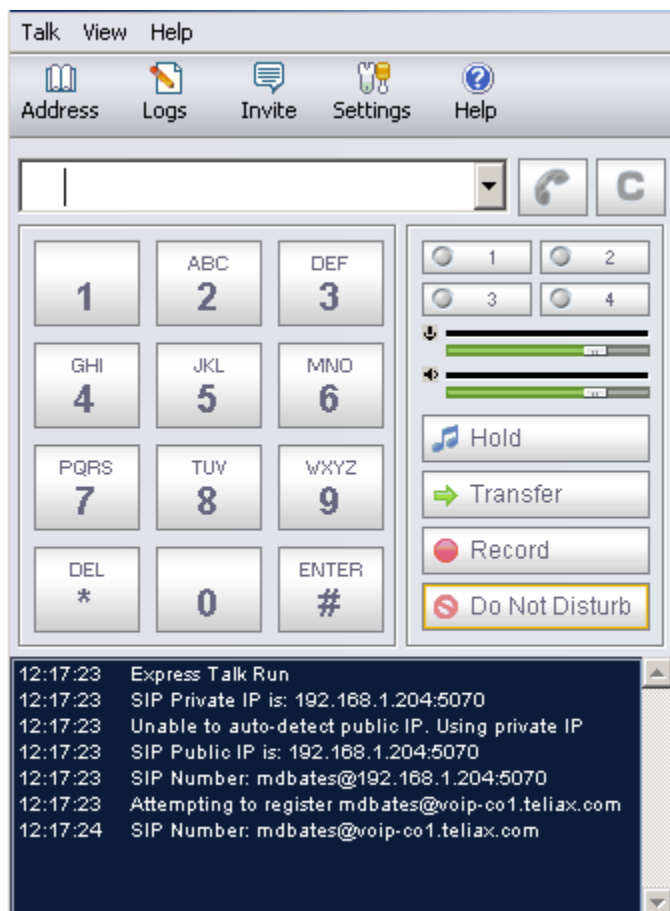 Talk View Help
Address Logs Invite Settings Help
C
1 ABC 2 DEF 3
GHI 4 JKL 5 MNO 6
PQRS 7 TUV 8 WXYZ 9
DEL * 0 ENTER #
1 2
3 4
Hold
Transfer
Record
Do Not Disturb
12:17:23 Express Talk Run
12:17:23 SIP Private IP is: 192.168.1.204:5070
12:17:23 Unable to auto-detect public IP. Using private IP
12:17:23 SIP Public IP is: 192.168.1.204:5070
12:17:23 SIP Number: mdbates@192.168.1.204:5070
12:17:23 Attempting to register mdbates@voip-co1.teliax.com
12:17:24 SIP Number: mdbates@voip-co1.teliax.com